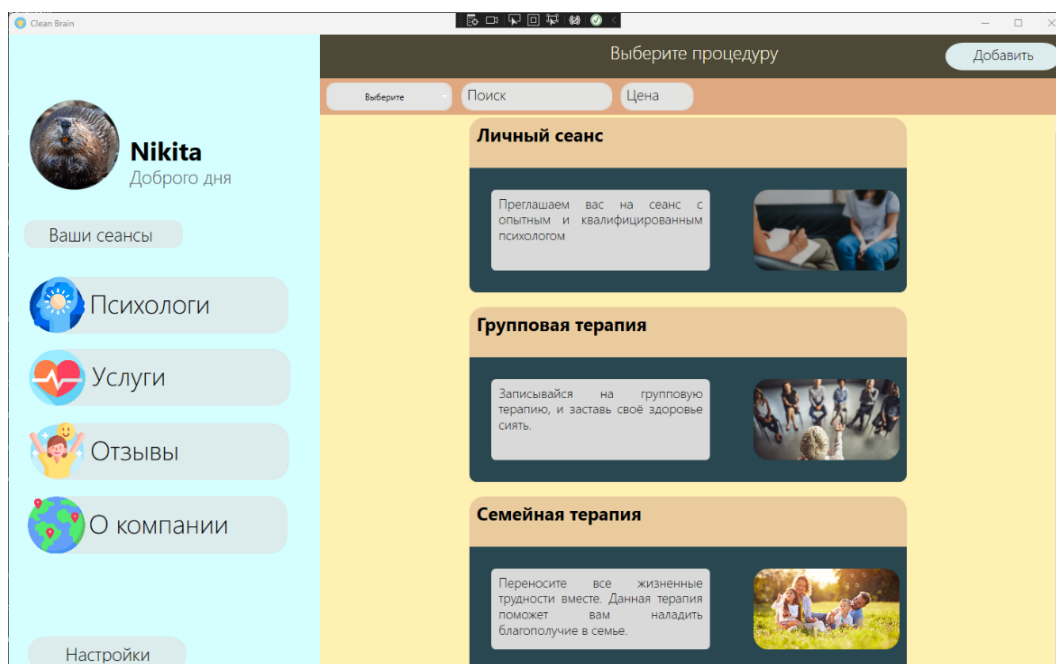 Clean Brain
Выберите процедуру
Добавить
Выберите
Поиск
Цена
Nikita
Доброго дня
Ваши сеансы
Психологи
Услуги
Отзывы
О компании
Настройки
Личный сеанс
Преглашаем вас на сеанс с
опытным и квалифицированным
психологом
Групповая терапия
Записывайся на групповую
терапию, и заставь своё здоровье
сиять.
Семейная терапия
Переносите все жизненные
трудности вместе. Данная терапия
поможет вам наладить
благополучие в семье.